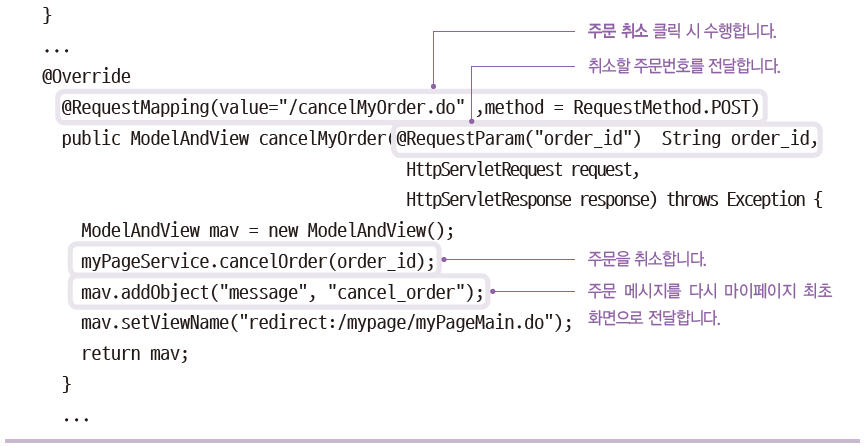 }
...
주문 취소 클릭 시 수행합니다.
취소할 주문번호를 전달합니다.
@Override
@RequestMapping(value="/cancelMyOrder.do" ,method = RequestMethod.POST)
public ModelAndView cancelMyOrder(@RequestParam("order_id")  String order_id,
HttpServletRequest request,
HttpServletResponse response) throws Exception {
ModelAndView mav = new ModelAndView();
myPageService.cancelOrder(order_id);
주문을 취소합니다.
mav.addObject("message", "cancel_order");
주문 메시지를 다시 마이페이지 최초
화면으로 전달합니다.
mav.setViewName("redirect:/mypage/myPageMain.do");
return mav;
}
...